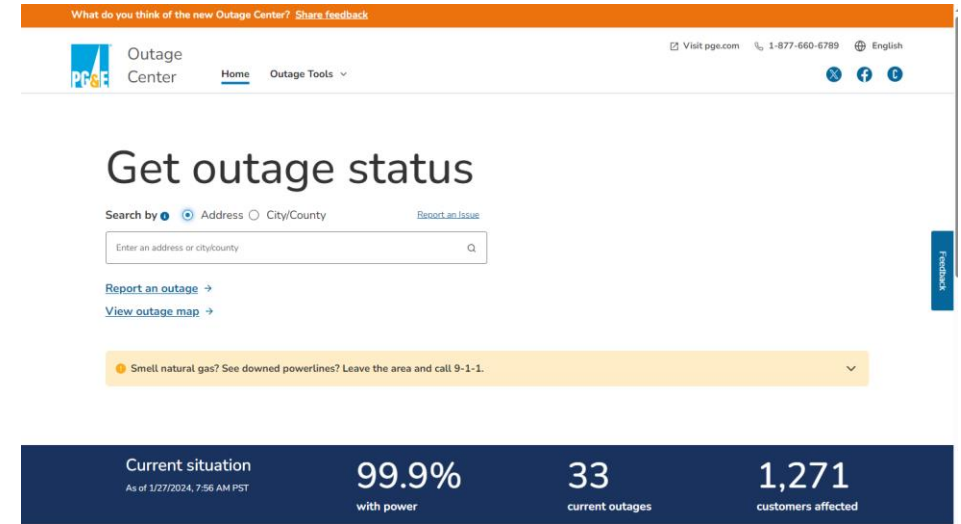 What do you think of the new Outage Center? Share feedback
Visit pge.com 1-877-660-6789 English
PG&E
Outage
Center
Home Outage Tools
Get outage status
Search by Address City/County Report an Issue
Enter an address or city/county
Report an outage →
View outage map →
Feedback
Smell natural gas? See downed powerlines? Leave the area and call 9-1-1.
Current situation
As of 1/27/2024, 7:56 AM PST
99.9%
with power
33
current outages
1,271
customers affected